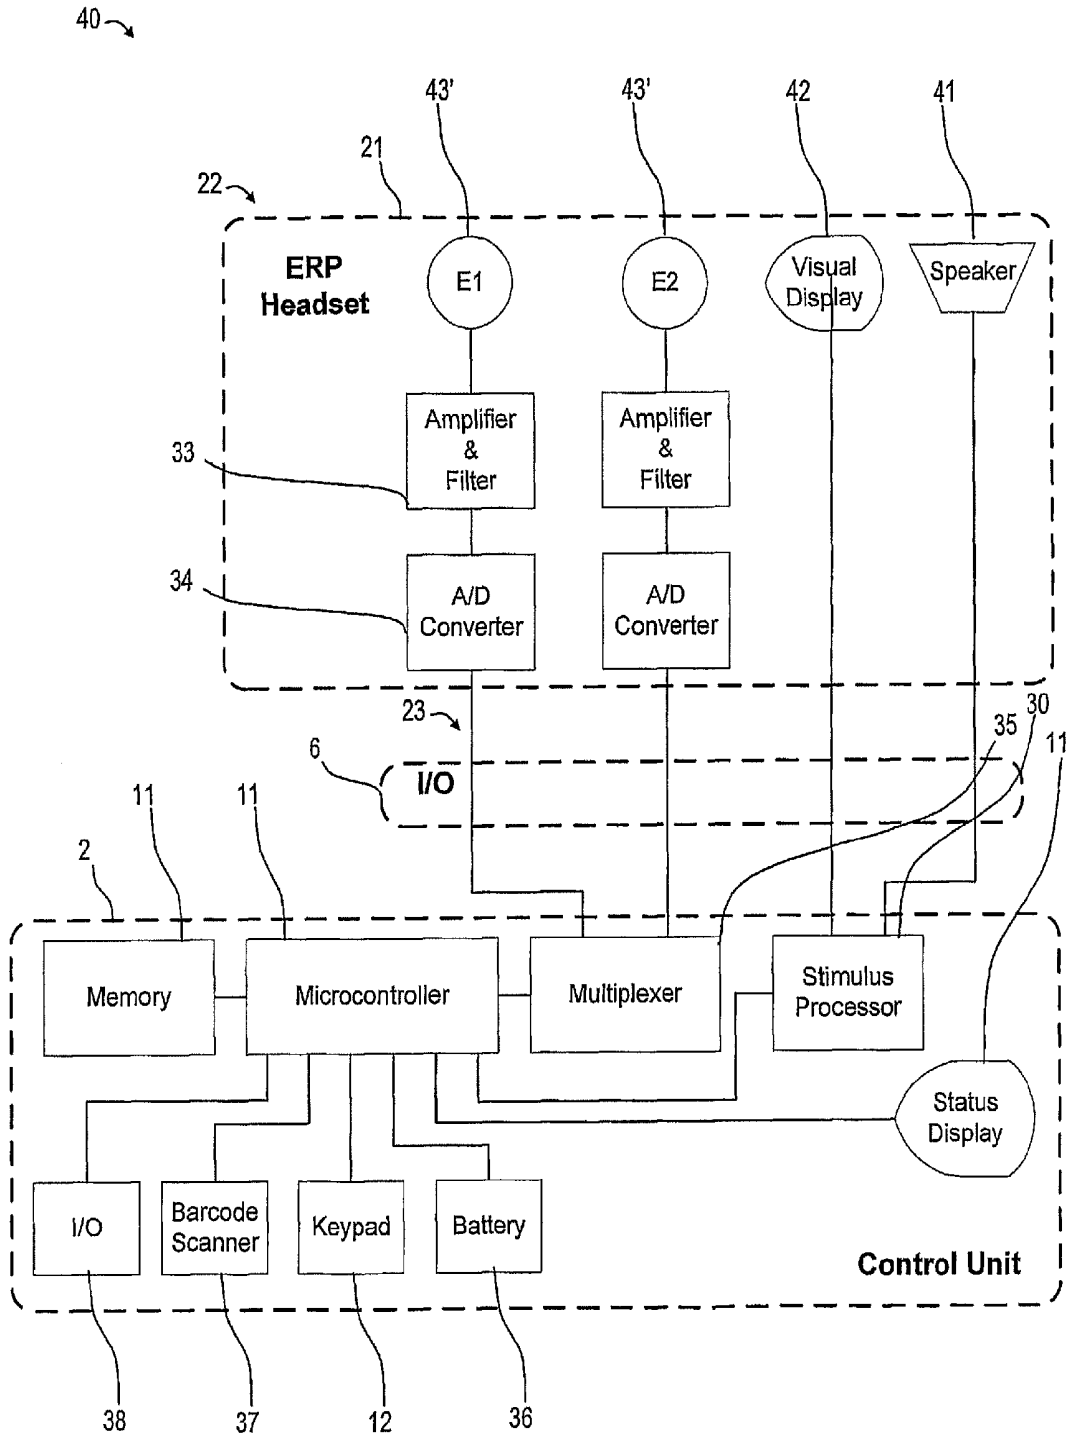 40
43'
43'
42
41
21
22
ERP
Headset
E1
E2
Visual
Display
Speaker
Amplifier
&
Filter
Amplifier
&
Filter
33
34
A/D
Converter
A/D
Converter
23
30
35
11
6
I/O
11
11
2
Memory
Microcontroller
Multiplexer
Stimulus
Processor
Status
Display
I/O
Barcode
Scanner
Keypad
Battery
Control Unit
38
37
12
36